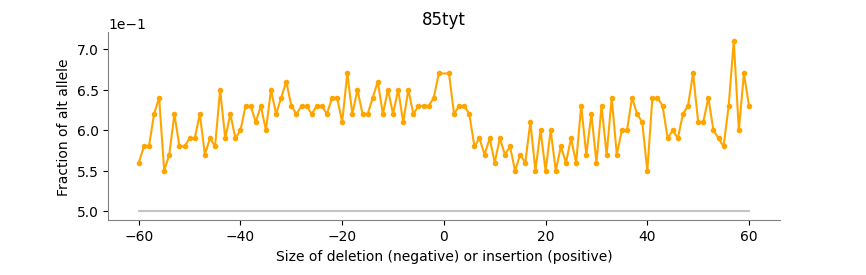 85tyt
1e−1
7.0
6.5
6.0
5.5
5.0
Fraction of alt allele
−60 −40 −20 0 20 40 60
Size of deletion (negative) or insertion (positive)